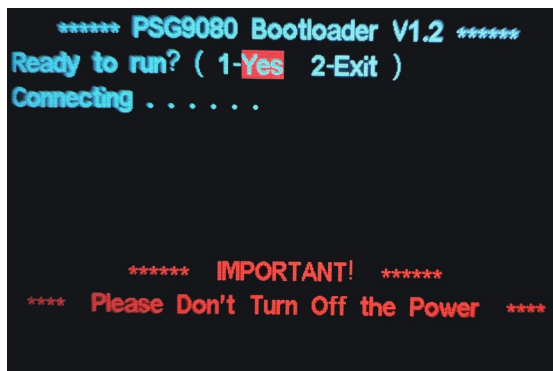 ****** PSG9080 Bootloader V1.2 ******
Ready to run? ( 1-Yes 2-Exit )
Connecting . . . . . .
****** IMPORTANT! ******
**** Please Don't Turn Off the Power ****